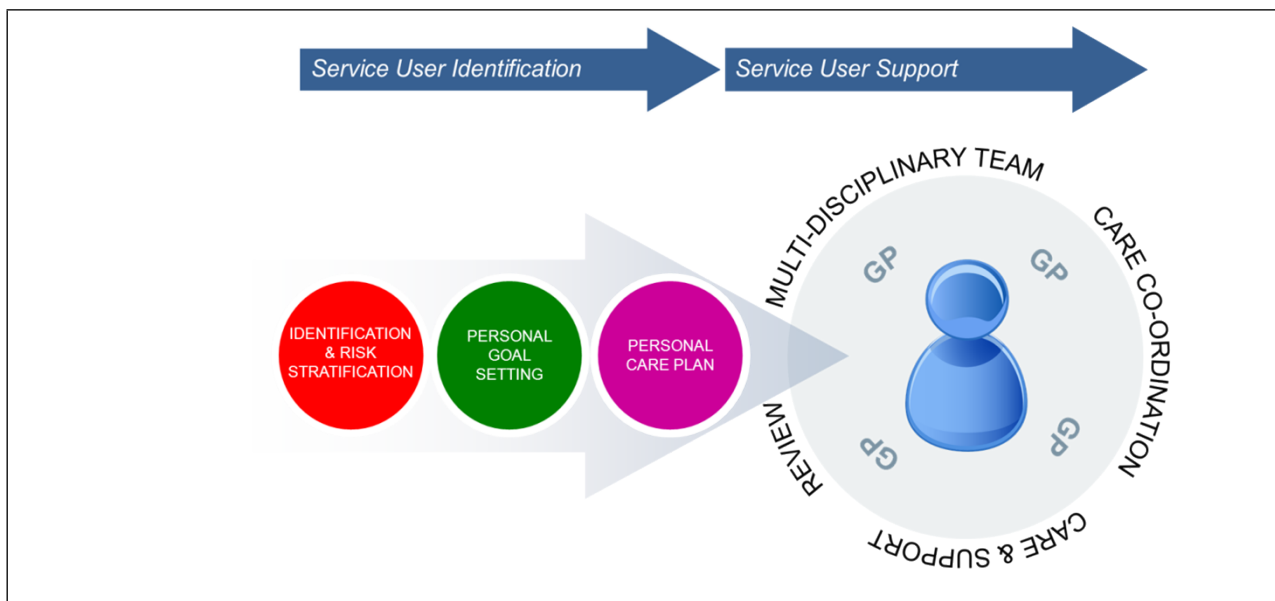 Service User Identification
Service User Support
IDENTIFICATION
& RISK
STRATIFICATION
PERSONAL
GOAL
SETTING
PERSONAL
CARE PLAN
MULTI-DISCIPLINARY TEAM
CARE CO-ORDINATION
CARE & SUPPORT
REVIEW
GP
GP
GP
GP